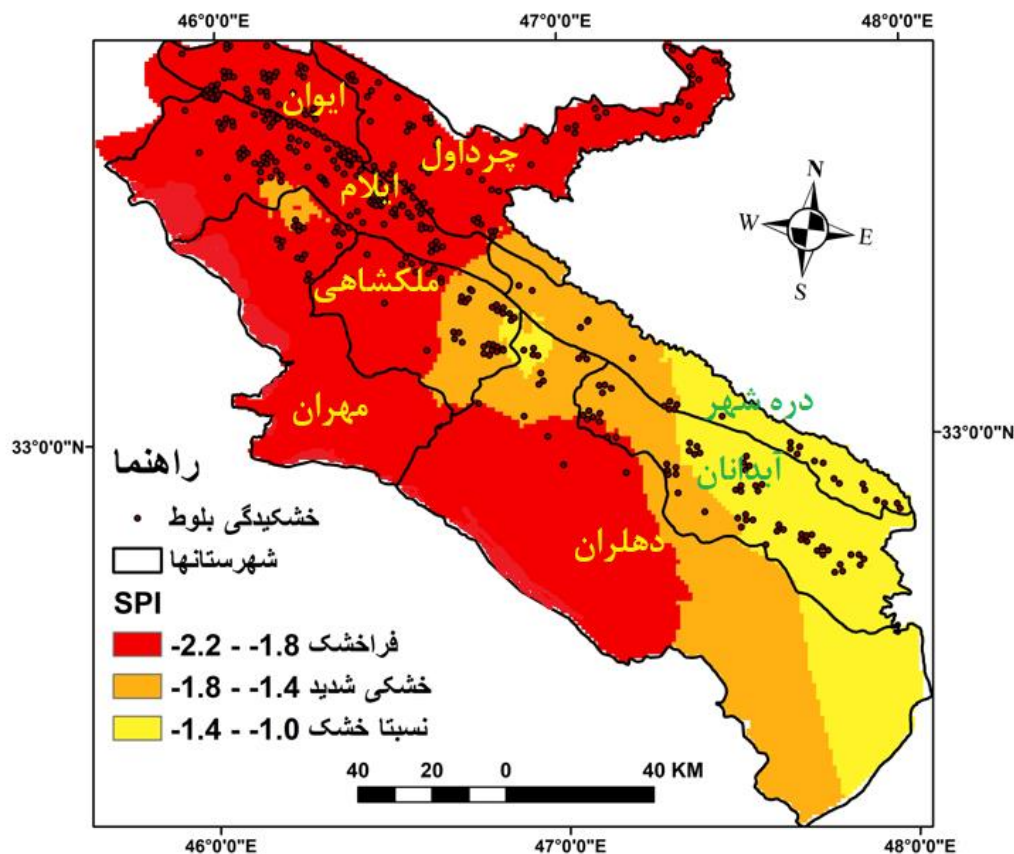 46°0'0"E 47°0'0"E 48°0'0"E
ایوان
چرداول
ایلام
ملکشاهی
مهران
دره شهر
آبدانان
دهلران
N
W E
S
33°0'0"N 33°0'0"N
راهنما
خشکیدگی بلوط
شهرستانها
SPI
-2.2 - -1.8 فراخشک
-1.8 - -1.4 خشکی شدید
-1.4 - -1.0 نسبتا خشک
40 20 0 40 KM
46°0'0"E 47°0'0"E 48°0'0"E